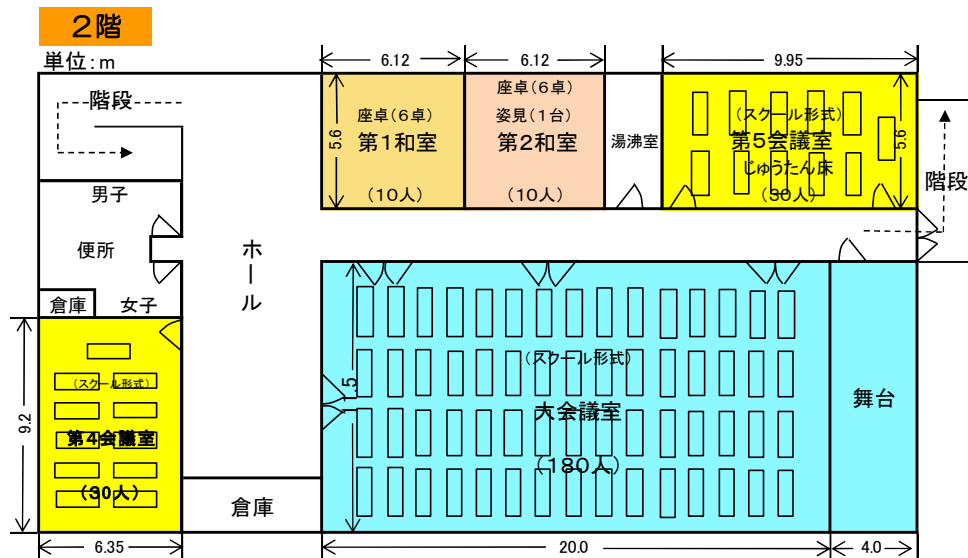 ２階
単位：m
6.12
6.12
9.95
階段
5.6
座卓（６卓）
第１和室
（１０人）
座卓（６卓）
姿見（１台）
第２和室
（１０人）
湯沸室
（スクール形式）
第５会議室
じゅうたん床
（３０人）
5.6
階段
男子
便所
倉庫
女子
ホール
9.2
（スクール形式）
第４会議室
（３０人）
6.35
倉庫
11.5
（スクール形式）
大会議室
（１８０人）
舞台
20.0
4.0